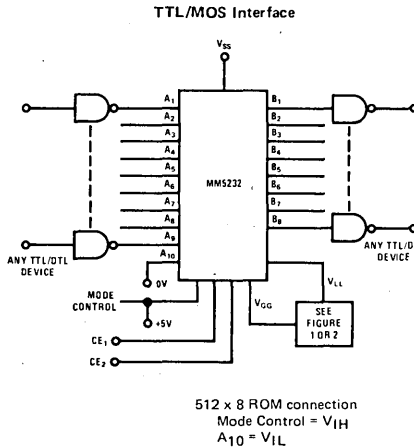 TTL/MOS Interface
VSS
A1
A2
A3
A4
A5
A6
A7
A8
A9
A10
MM5232
B1
B2
B3
B4
B5
B6
B7
B8
ANY TTL/DTL
DEVICE
ANY TTL/D
DEVICE
0V
MODE
CONTROL
+5V
CE1
CE2
VGG
VLL
SEE
FIGURE
1 OR 2
512 x 8 ROM connection
Mode Control = VIH
A10 = VIL